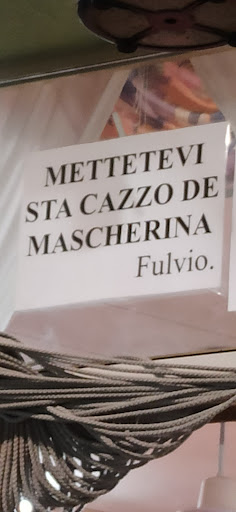 METTETEVI
STA CAZZO DE
MASCHERINA
Fulvio.